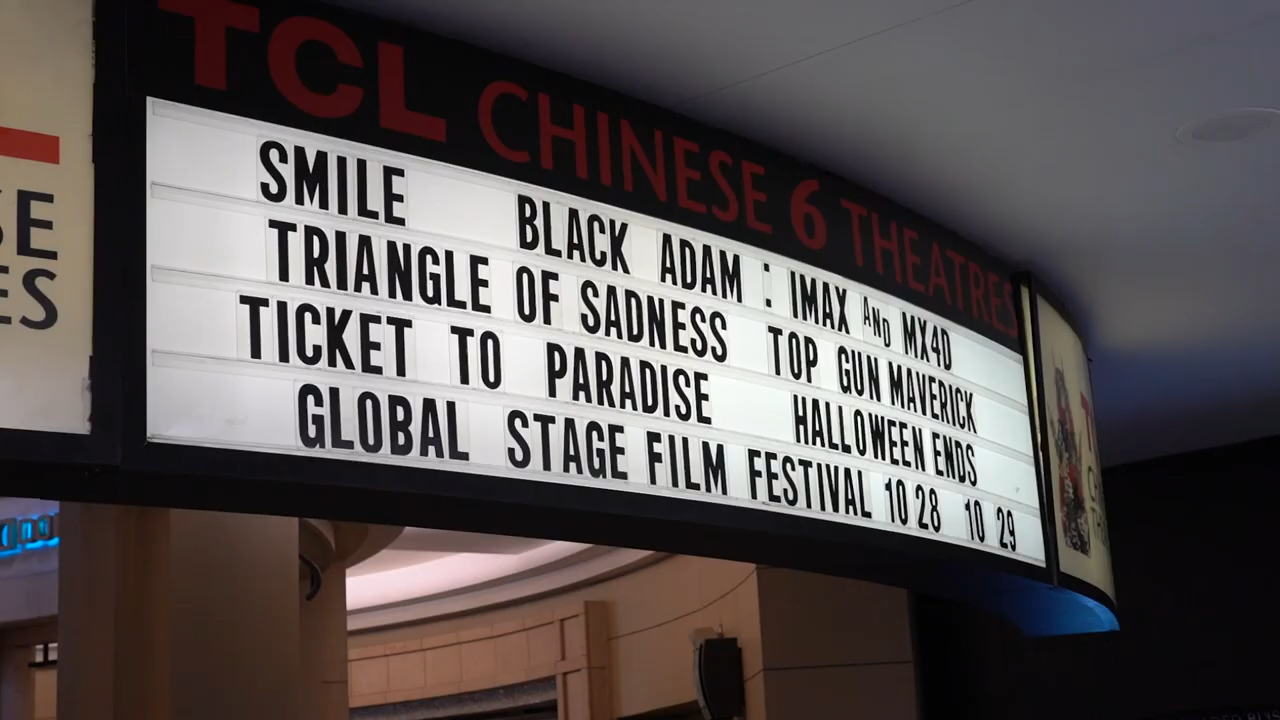 TCL CHINESE 6 THEATRES
SMILE BLACK ADAM : IMAX AND MX4D
TRIANGLE OF SADNESS TOP GUN MAVERICK
TICKET TO PARADISE HALLOWEEN ENDS
GLOBAL STAGE FILM FESTIVAL 10 28 10 29